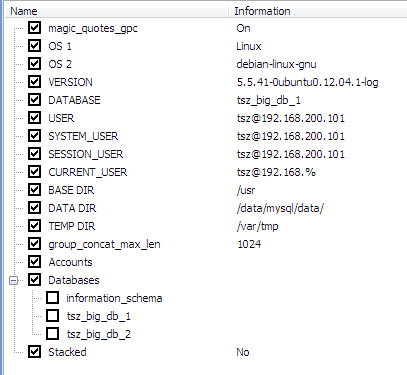 Name Information
magic_quotes_gpc On
OS 1 Linux
OS 2 debian-linux-gnu
VERSION 5.5.41-0ubuntu0.12.04.1-log
DATABASE tsz_big_db_1
USER tsz@192.168.200.101
SYSTEM_USER tsz@192.168.200.101
SESSION_USER tsz@192.168.200.101
CURRENT_USER tsz@192.168.%
BASE DIR /usr
DATA DIR /data/mysql/data/
TEMP DIR /var/tmp
group_concat_max_len 1024
Accounts
Databases
information_schema
tsz_big_db_1
tsz_big_db_2
Stacked No